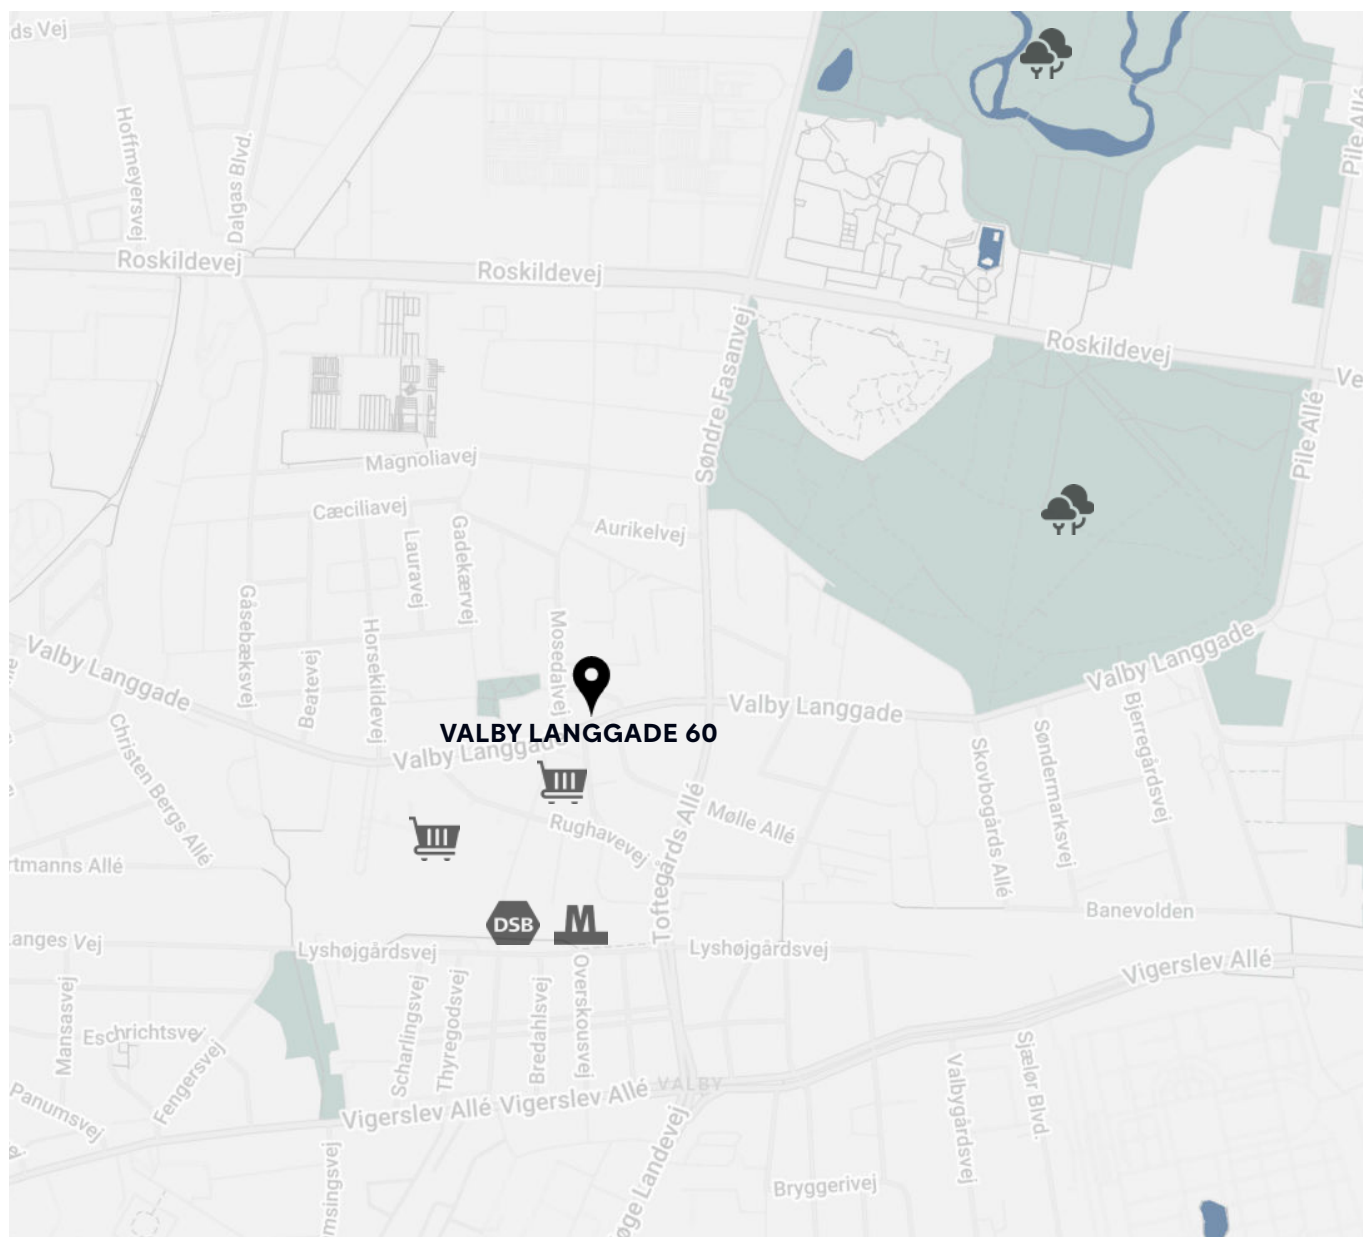 ds Vej
Hoffmeyersvej
Dalgas Blvd.
Pile Allé
Roskildevej
Roskildevej
Roskildevej
Ve
Søndre Fasanvej
Pile Allé
Magnoliavej
Cæciliavej
Lauravej
Gadekærvej
Aurikelvej
Gåsebæksvej
Beatevej
Horsekildevej
Mosedalvej
Valby Langgade
Valby Langgade
Valby Langgade
VALBY LANGGADE 60
Valby Langgade
Christen Bergs Allé
Bjerregårdsvej
Søndermarksvej
Skovbogårds Allé
Mølle Allé
Rughavevej
Toftegårds Allé
rtmanns Allé
DSB
M
Banevolden
anges Vej
Lyshøjgårdsvej
Lyshøjgårdsvej
Vigerslev Allé
Mansasvej
Eschrichtsvej
Fengersvej
Scharlingsvej
Thyregodsvej
Bredahlsvej
Overskousvej
Valbygårdsvej
Sjælør Blvd.
VALBY
Panumsvej
Vigerslev Allé
Vigerslev Allé
msingsvej
øge Landevej
Bryggerivej